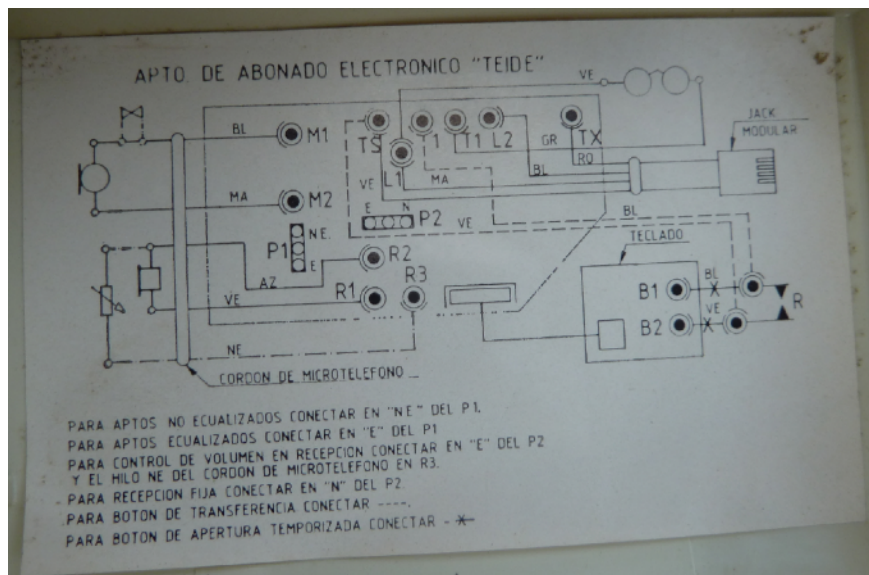 APTO. DE ABONADO ELECTRONICO "TEIDE"
VE
JACK
MODULAR
BL
M1
TS
1
T1
L2
GR
TX
RO
L1
BL
MA
VE
MA
M2
E
N
P2
VE
BL
P1
NE.
E
R2
TECLADO
AZ
R1
R3
B1
BL
R
VE
B2
VE
NE
CORDON DE MICROTELEFONO
PARA APTOS NO ECUALIZADOS CONECTAR EN "NE" DEL P1.
PARA APTOS ECUALIZADOS CONECTAR EN "E" DEL P1
PARA CONTROL DE VOLUMEN EN RECEPCION CONECTAR EN "E" DEL P2
Y EL HILO NE DEL CORDON DE MICROTELEFONO EN R3.
PARA RECEPCION FIJA CONECTAR EN "N" DEL P2.
PARA BOTON DE TRANSFERENCIA CONECTAR ----.
PARA BOTON DE APERTURA TEMPORIZADA CONECTAR -✕-